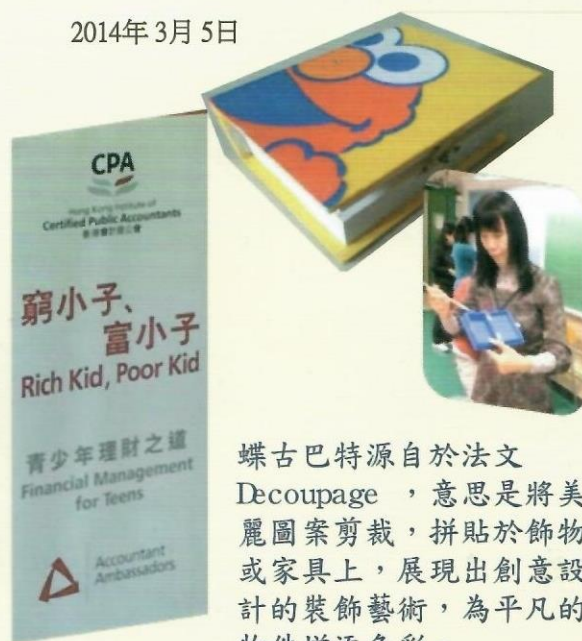 2014年 3月 5日
CPA
Hong Kong Institute of
Certified Public Accountants
香港會計師公會
窮小子、
富小子
Rich Kid, Poor Kid
青少年理財之道
Financial Management
for Teens
Accountant
Ambassadors
蝶古巴特源自於法文
Decoupage ，意思是將美
麗圖案剪裁，拼貼於飾物
或家具上，展現出創意設
計的裝飾藝術，為平凡的